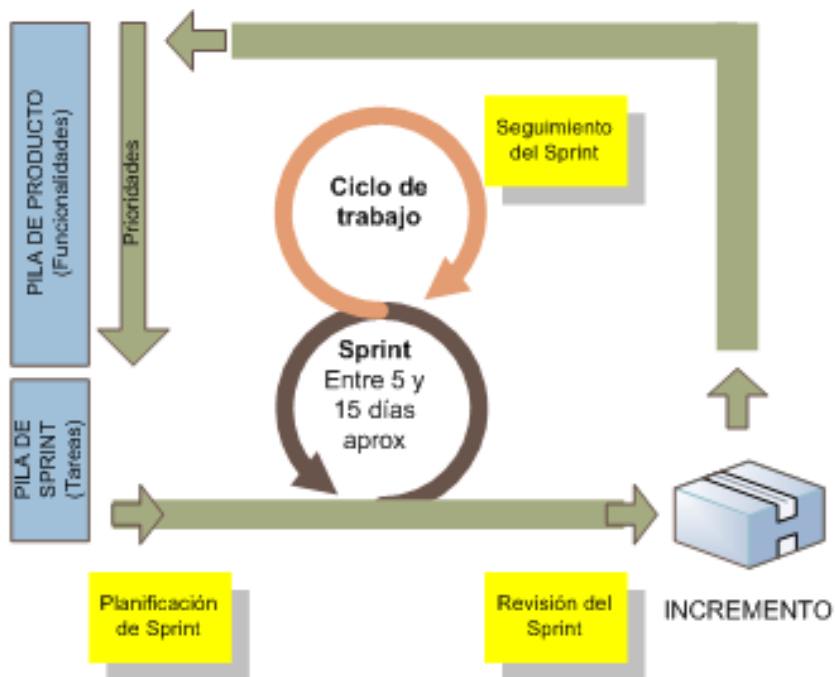 PILA DE PRODUCTO
(Funcionalidades)
Prioridades
Seguimiento
del Sprint
Ciclo de
trabajo
Sprint
Entre 5 y
15 días
aprox
PILA DE
SPRINT
(Tareas)
Planificación
de Sprint
Revisión del
Sprint
INCREMENTO